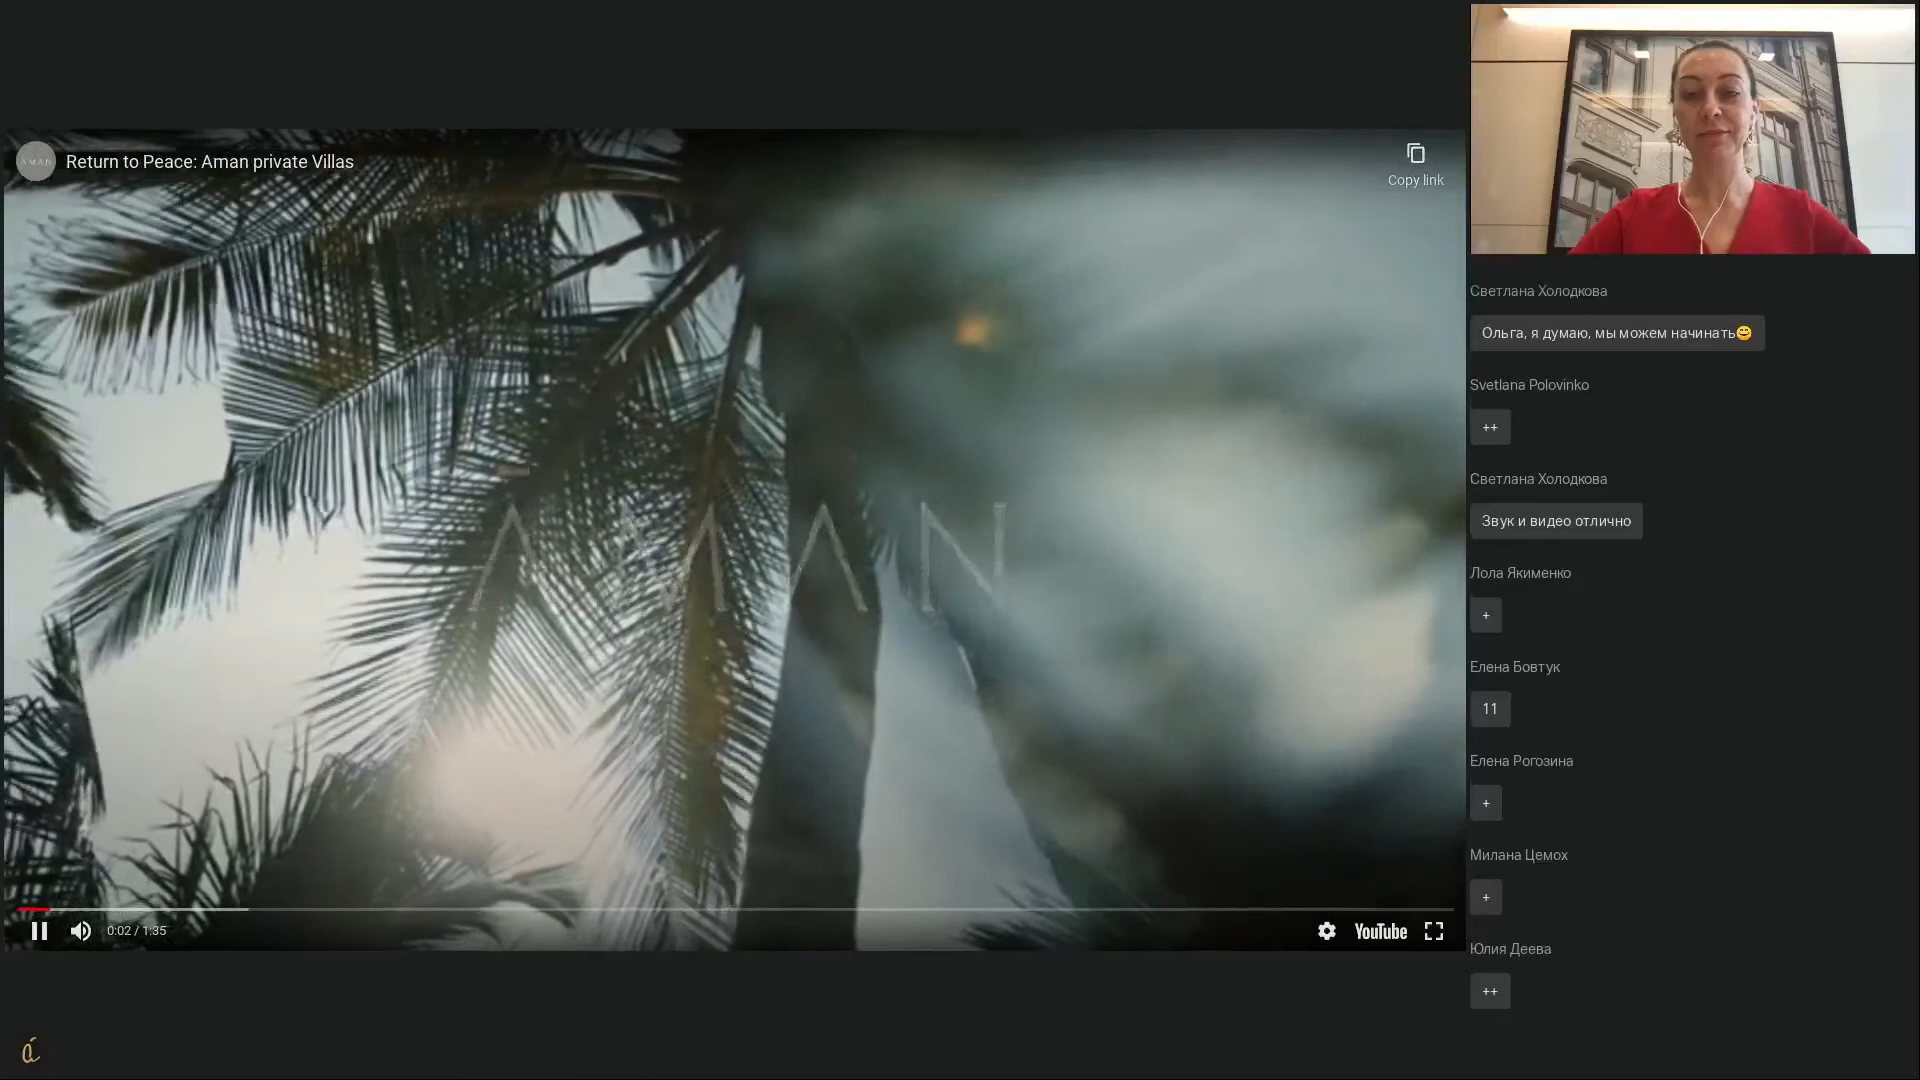 AMAN
Return to Peace: Aman private Villas
Copy link
AMAN
0:02 / 1:35
YouTube
á
Светлана Холодкова
Ольга, я думаю, мы можем начинать😊
Svetlana Polovinko
++
Светлана Холодкова
Звук и видео отлично
Лола Якименко
+
Елена Бовтук
11
Елена Рогозина
+
Милана Цемох
+
Юлия Деева
++